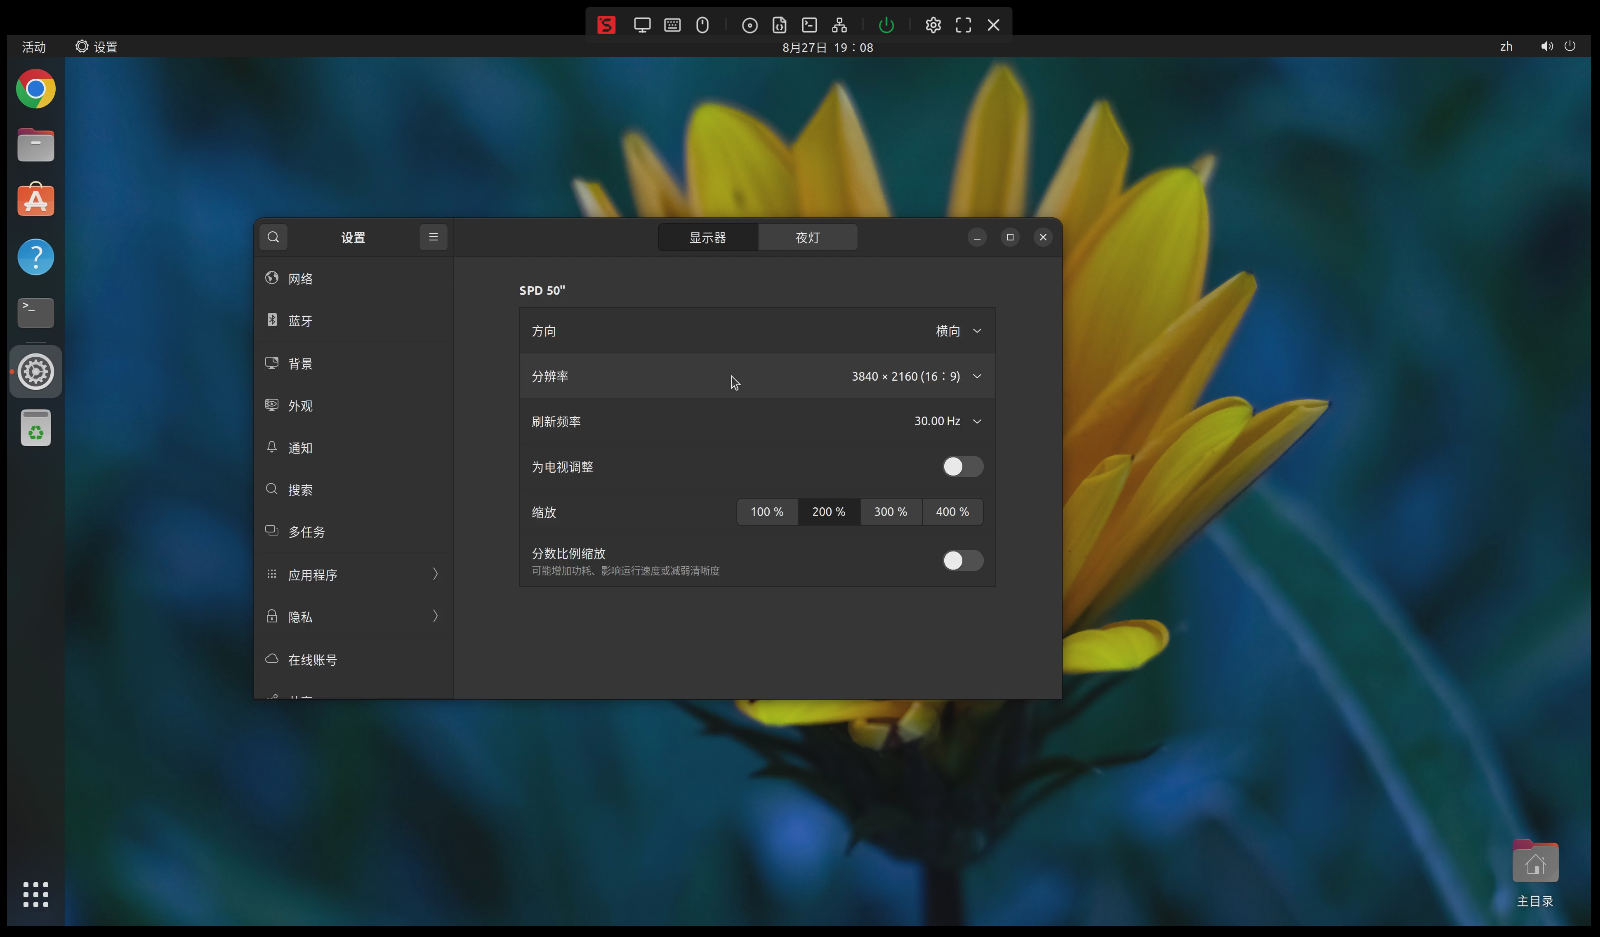 活动
设置
8月27日 19：08
zh
设置
显示器
夜灯
网络
蓝牙
背景
外观
通知
搜索
多任务
应用程序
隐私
在线账号
SPD 50"
方向
横向
分辨率
3840 × 2160 (16：9)
刷新频率
30.00 Hz
为电视调整
缩放
100 %
200 %
300 %
400 %
分数比例缩放
可能增加功耗、影响运行速度或减弱清晰度
主目录